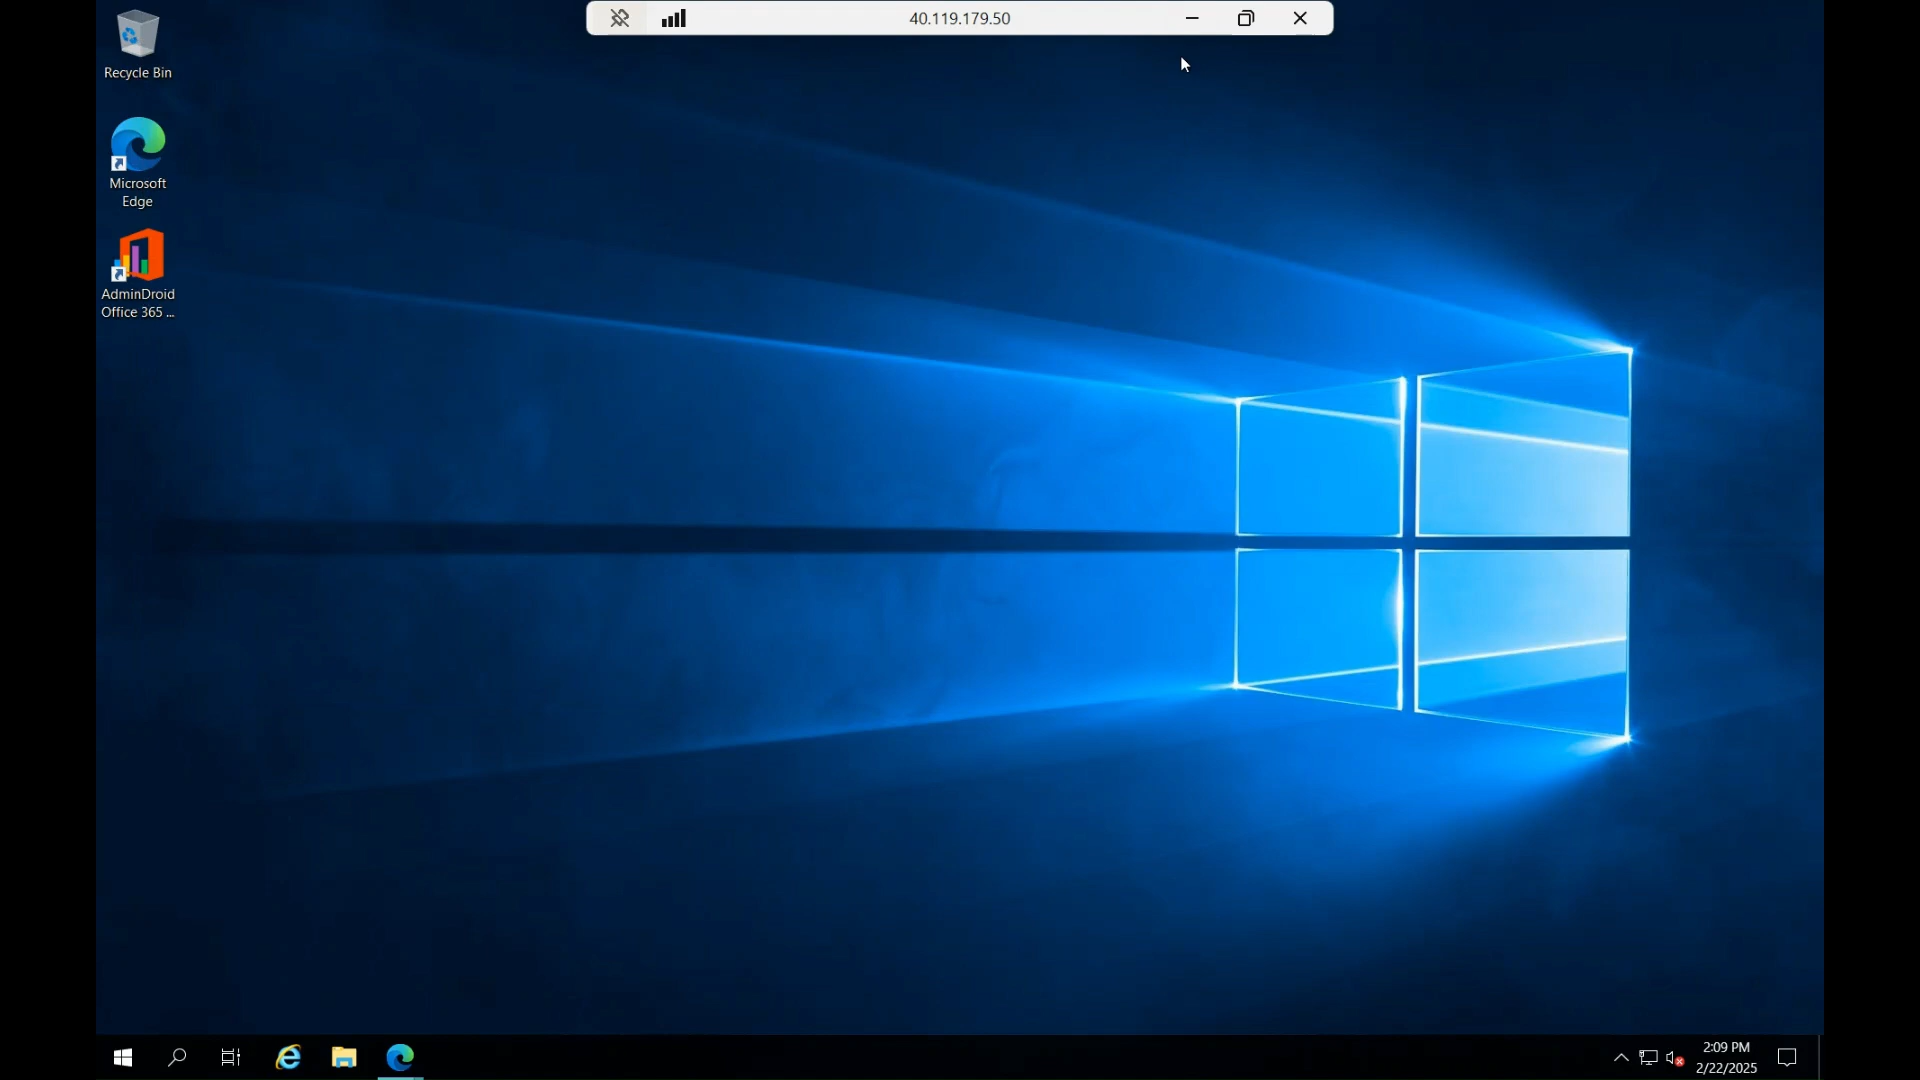 40.119.179.50
Recycle Bin
Microsoft
Edge
AdminDroid
Office 365 ...
2:09 PM
2/22/2025